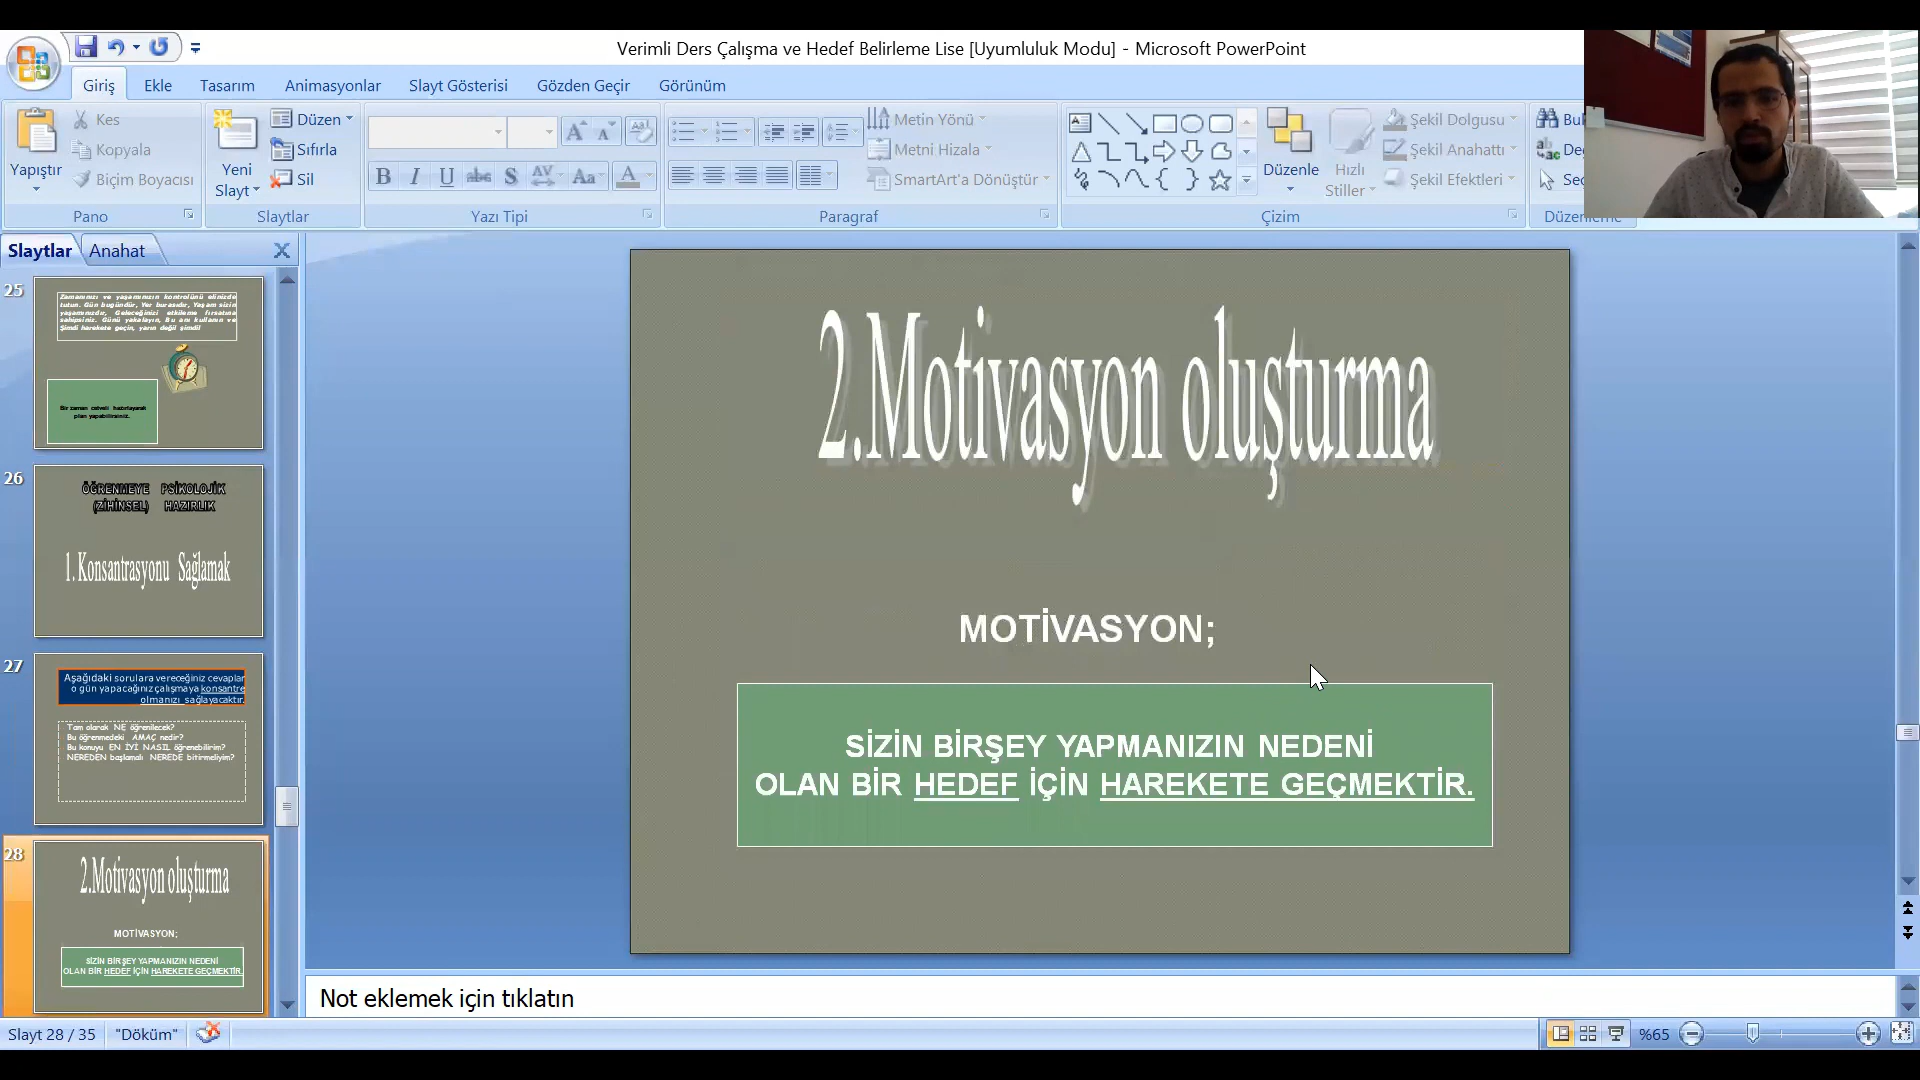 Verimli Ders Çalışma ve Hedef Belirleme Lise [Uyumluluk Modu] - Microsoft PowerPoint
Giriş Ekle Tasarım Animasyonlar Slayt Gösterisi Gözden Geçir Görünüm
Yapıştır
Kes
Kopyala
Biçim Boyacısı
Pano
Yeni
Slayt
Düzen
Sıfırla
Sil
Slaytlar
Yazı Tipi
Metin Yönü
Metni Hizala
SmartArt'a Dönüştür
Paragraf
Düzenle
Hızlı
Stiller
Şekil Dolgusu
Şekil Anahattı
Şekil Efektleri
Çizim
Düzenleme
Slaytlar Anahat
25
Zamanınızı ve yaşamınızın kontrolünü elinizde
tutun. Gün bugündür, Yer burasıdır, Yaşam sizin
yaşamınızdır, Geleceğinizi etkileme fırsatına
sahipsiniz. Günü yakalayın, Bu anı kullanın ve
Şimdi harekete geçin, yarın değil şimdi!
Bir zaman cetveli hazırlayarak
plan yapabilirsiniz.
26
ÖĞRENMEYE PSİKOLOJİK
(ZİHİNSEL) HAZIRLIK
1. Konsantrasyonu Sağlamak
27
Aşağıdaki sorulara vereceğiniz cevaplar
o gün yapacağınız çalışmaya konsantre
olmanızı sağlayacaktır.
Tam olarak NE öğrenilecek?
Bu öğrenmedeki AMAÇ nedir?
Bu konuyu EN İYİ NASIL öğrenebilirim?
NEREDEN başlamalı NEREDE bitirmeliyim?
28
2.Motivasyon oluşturma
MOTİVASYON;
SİZİN BİRŞEY YAPMANIZIN NEDENİ
OLAN BİR HEDEF İÇİN HAREKETE GEÇMEKTİR.
2.Motivasyon oluşturma
MOTİVASYON;
SİZİN BİRŞEY YAPMANIZIN NEDENİ
OLAN BİR HEDEF İÇİN HAREKETE GEÇMEKTİR.
Not eklemek için tıklatın
Slayt 28 / 35 "Döküm" %65